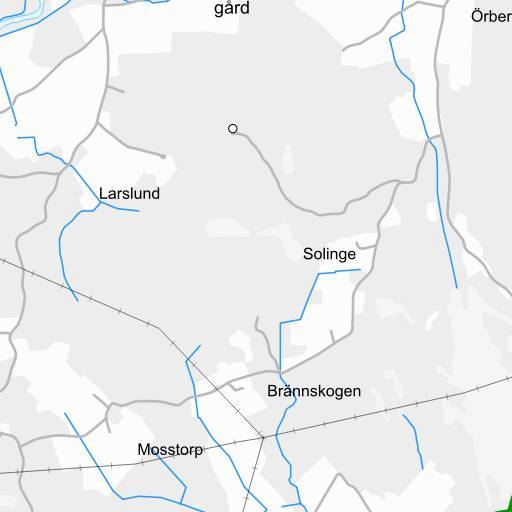 gård
Örber
Larslund
Solinge
Brännskogen
Mosstorp